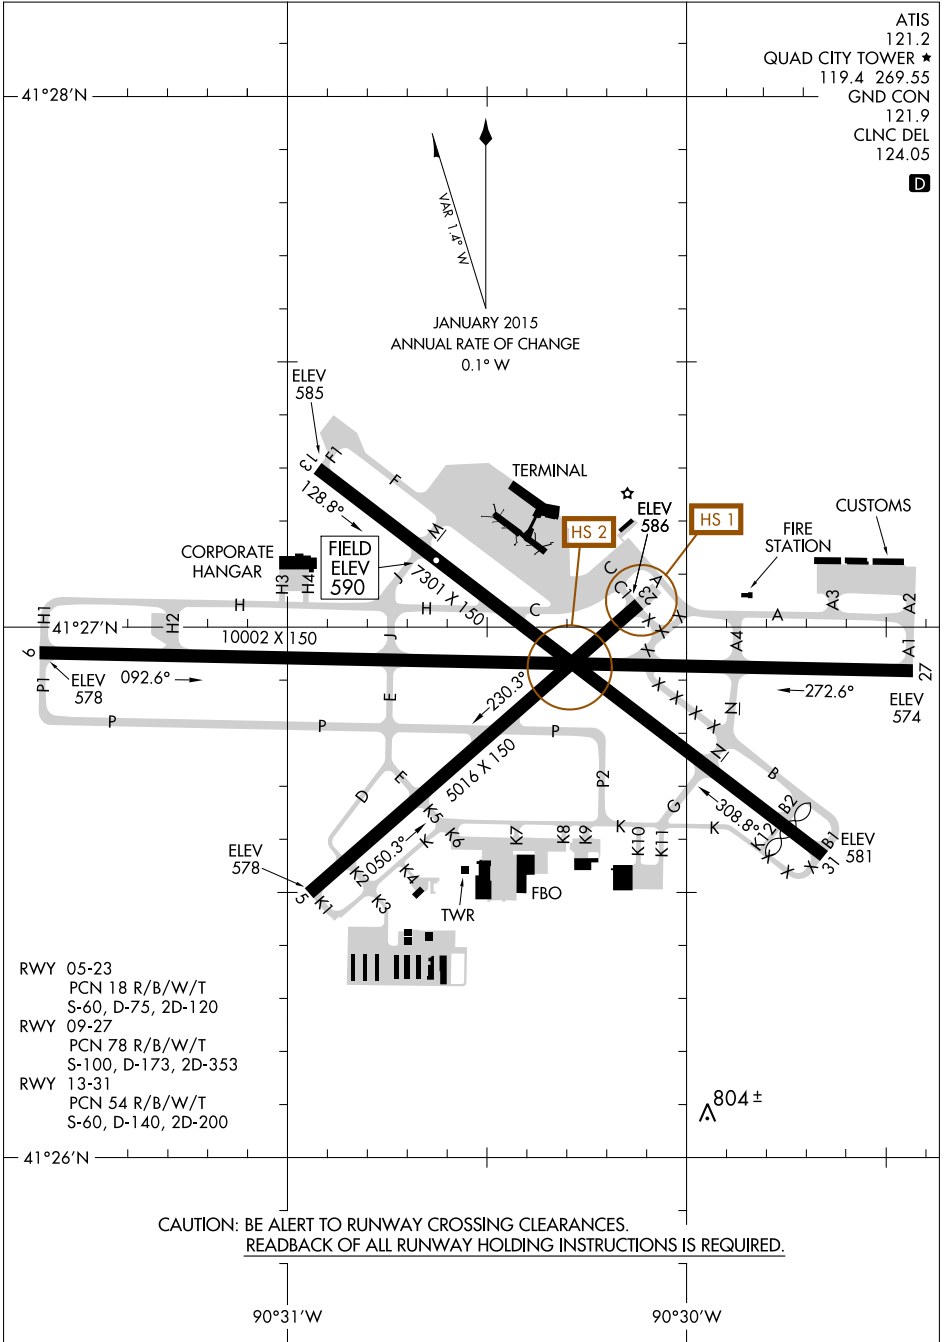 ATIS
121.2
QUAD CITY TOWER ★
119.4 269.55
GND CON
121.9
CLNC DEL
124.05
D
41°28'N
VAR 1.4° W
JANUARY 2015
ANNUAL RATE OF CHANGE
0.1° W
ELEV
585
13
F1
F
128.8°
TERMINAL
ELEV
586
HS 2
HS 1
CUSTOMS
FIRE
STATION
CORPORATE
HANGAR
FIELD
ELEV
590
M
J
7301 X 150
H3
H4
H
H
C
C
C1
A
23
X
X
X
X
A
A3
A2
H1
H2
41°27'N
10002 X 150
J
A4
A1
9
27
ELEV
578
092.6°
P1
E
230.3°
272.6°
ELEV
574
X
X
X
X
N
N
P
P
P
5016 X 150
P2
B
B2
308.8°
G
D
E
K5
K
K6
K7
K8
K9
K
K10
K11
K
K12
X
X
X
B1
31
ELEV
581
050.3°
ELEV
578
K2
K4
K3
5
K1
TWR
FBO
RWY 05-23
PCN 18 R/B/W/T
S-60, D-75, 2D-120
RWY 09-27
PCN 78 R/B/W/T
S-100, D-173, 2D-353
RWY 13-31
PCN 54 R/B/W/T
S-60, D-140, 2D-200
804±
41°26'N
CAUTION: BE ALERT TO RUNWAY CROSSING CLEARANCES.
READBACK OF ALL RUNWAY HOLDING INSTRUCTIONS IS REQUIRED.
90°31'W
90°30'W